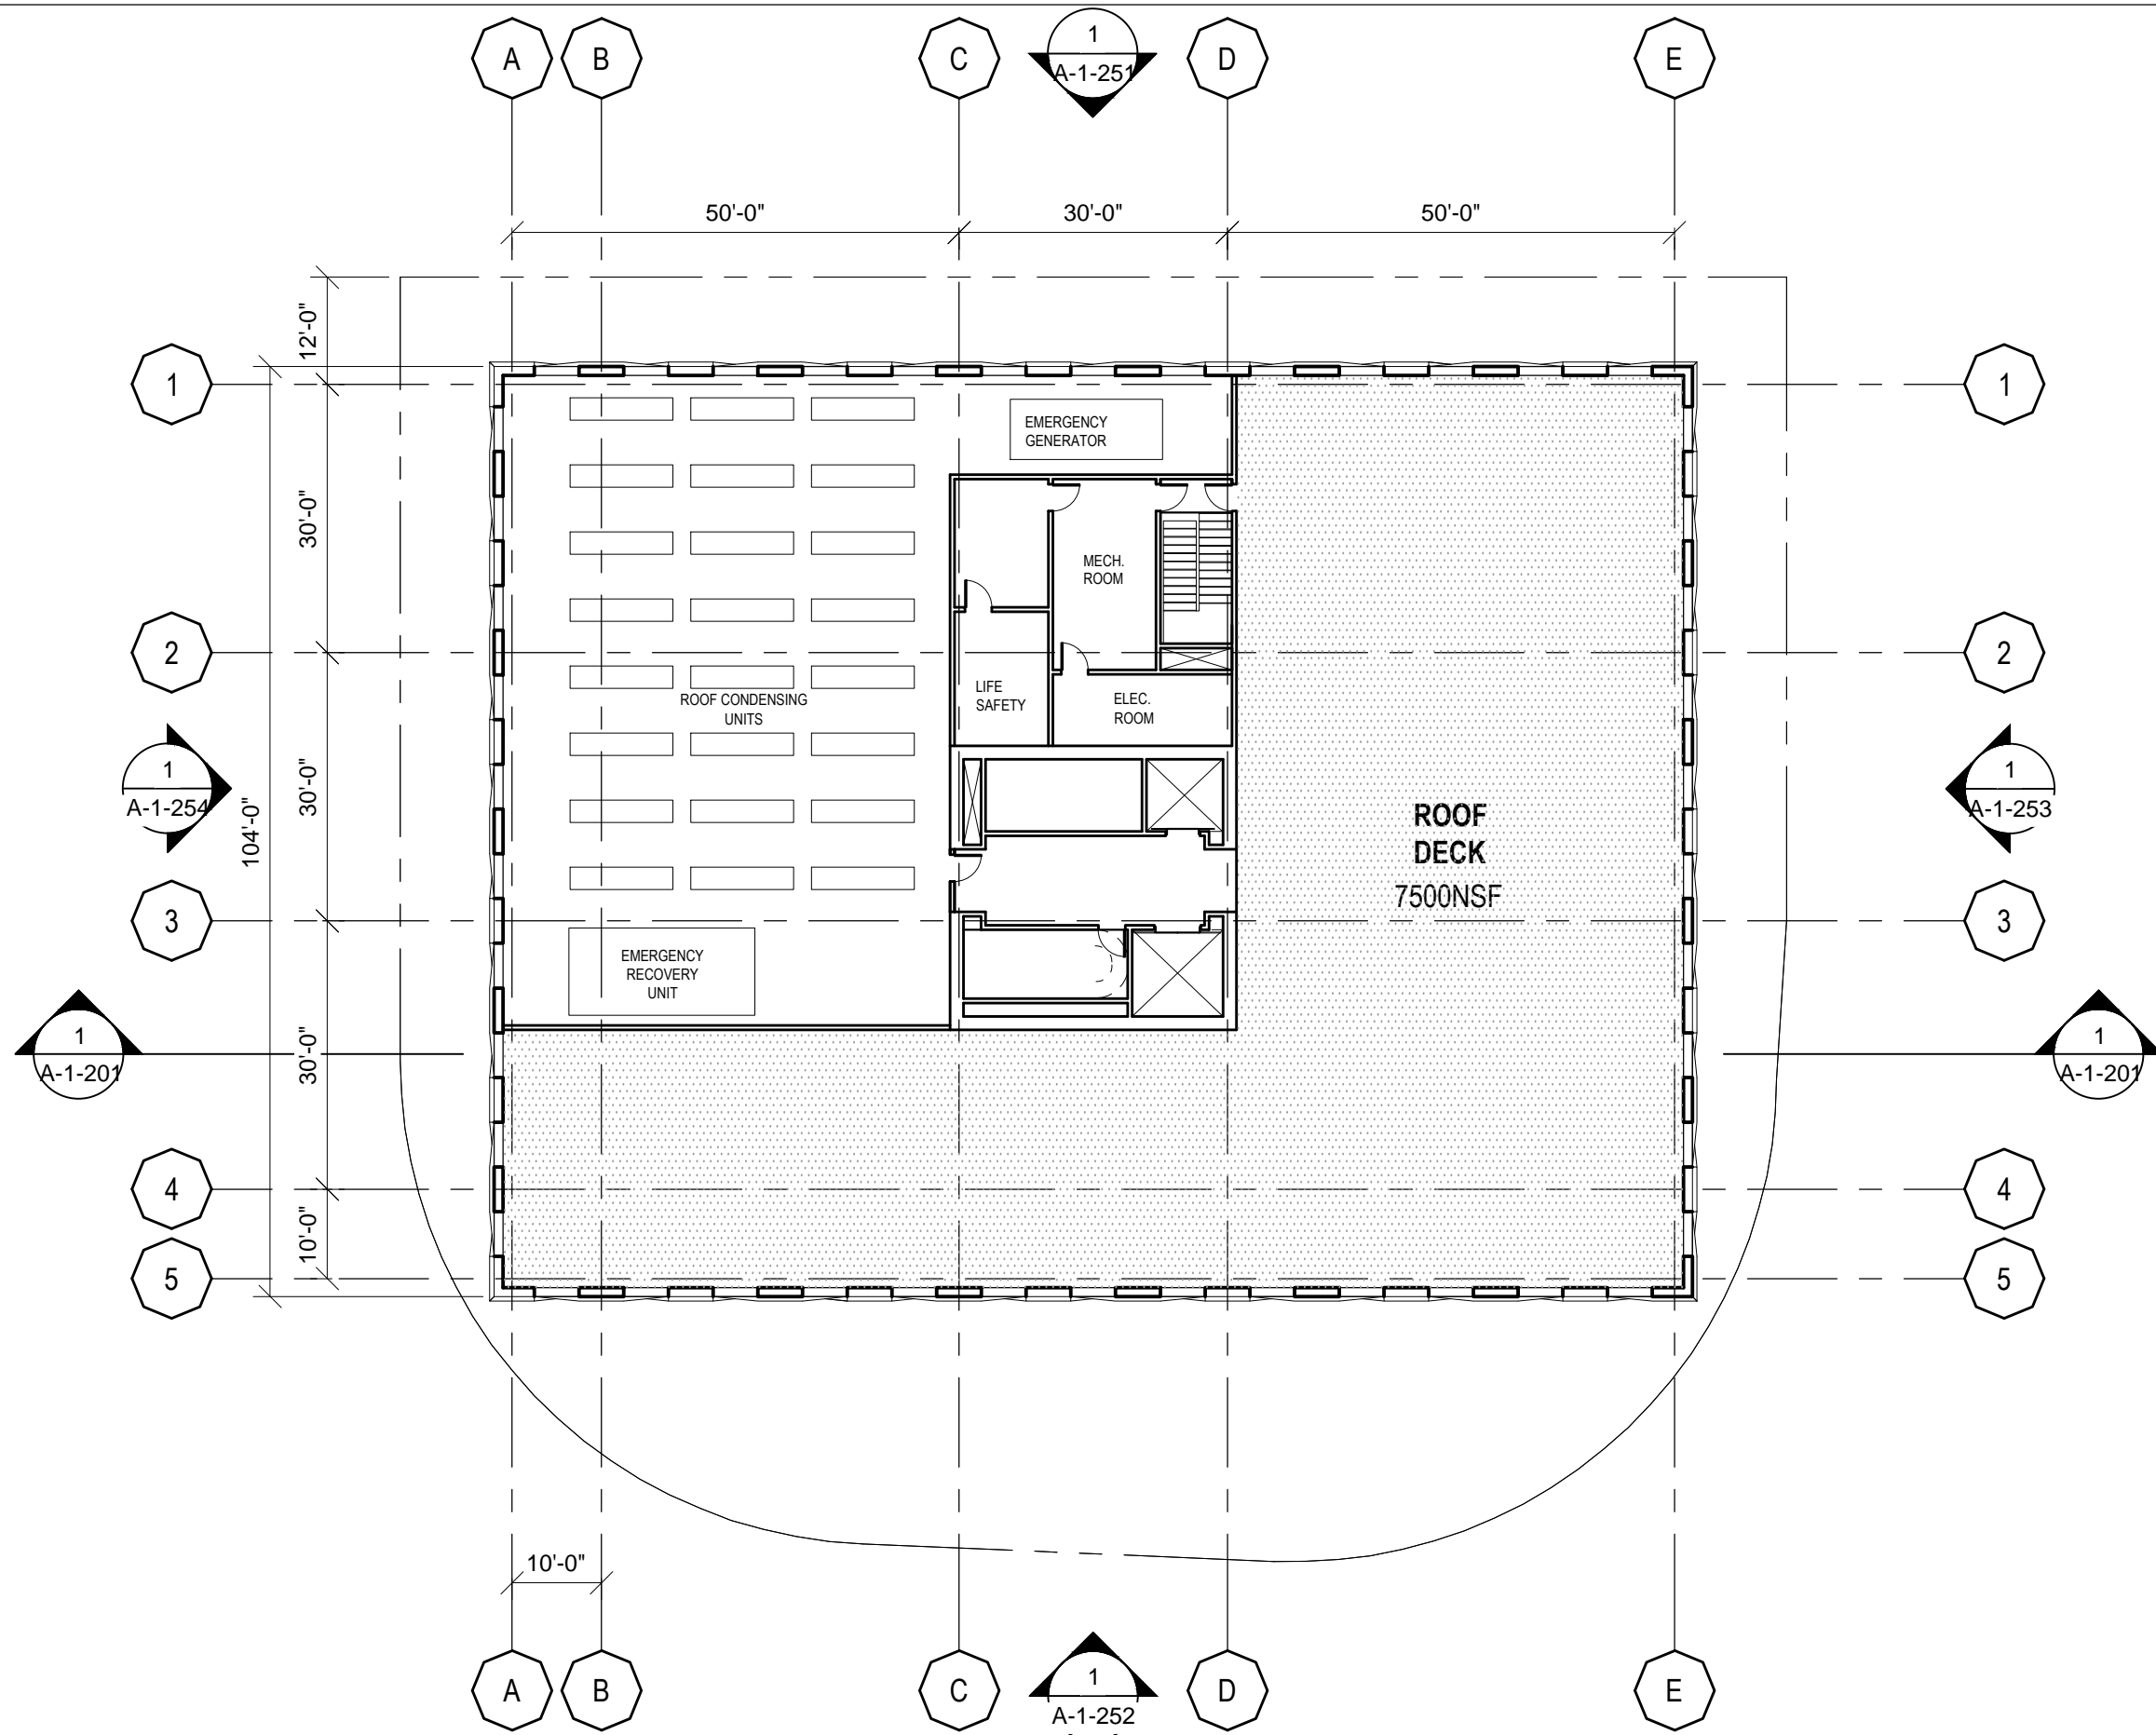 A
B
C
1
A-1-251
D
E
50'-0"
30'-0"
50'-0"
12'-0"
1
1
EMERGENCY
GENERATOR
30'-0"
MECH.
ROOM
2
2
LIFE
SAFETY
ELEC.
ROOM
ROOF CONDENSING
UNITS
1
A-1-254
30'-0"
104'-0"
1
A-1-253
ROOF
DECK
7500NSF
3
3
EMERGENCY
RECOVERY
UNIT
1
A-1-201
30'-0"
1
A-1-201
4
4
10'-0"
5
5
10'-0"
A
B
C
1
A-1-252
D
E